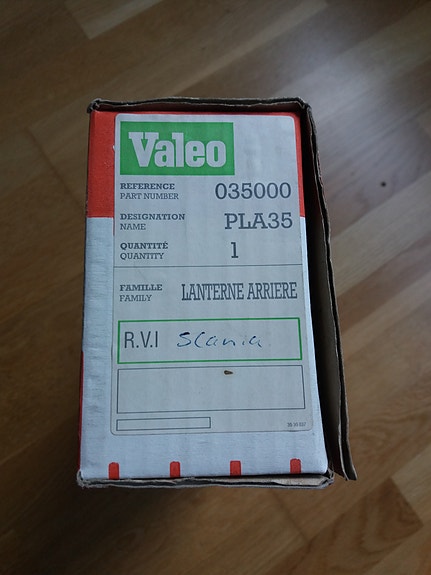 Valeo
REFERENCE
PART NUMBER
035000
DESIGNATION
NAME
PLA35
QUANTITÉ
QUANTITY
1
FAMILLE
FAMILY
LANTERNE ARRIERE
R.V.I Scania